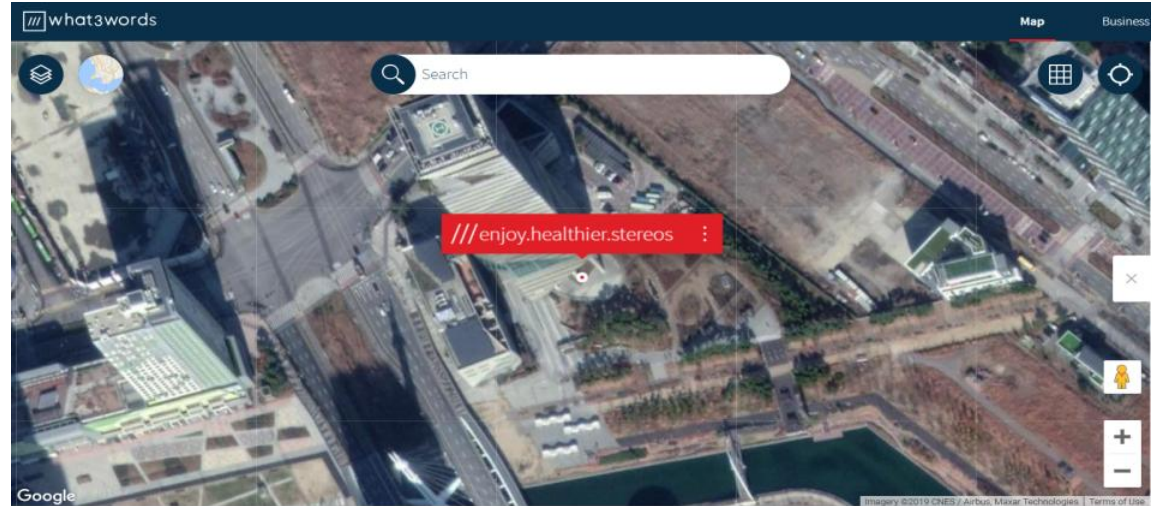 /// what3words
Map
Business
Search
/// enjoy.healthier.stereos
Google
Imagery ©2019 CNES / Airbus, Maxar Technologies
Terms of Use